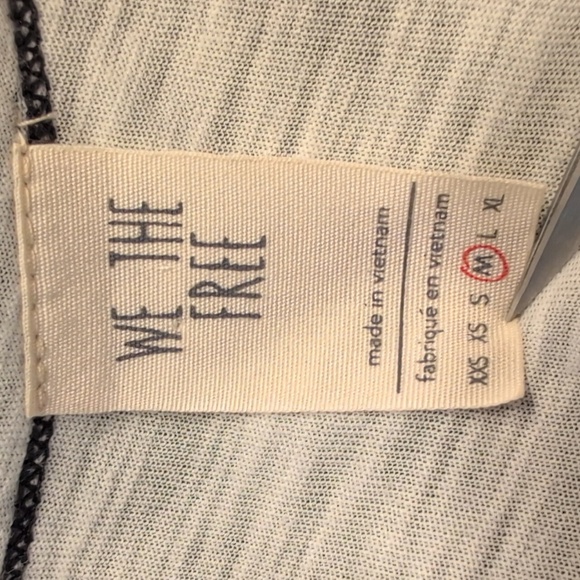 WE THE
FREE
made in vietnam
fabriqué en vietnam
XXS XS S M L XL